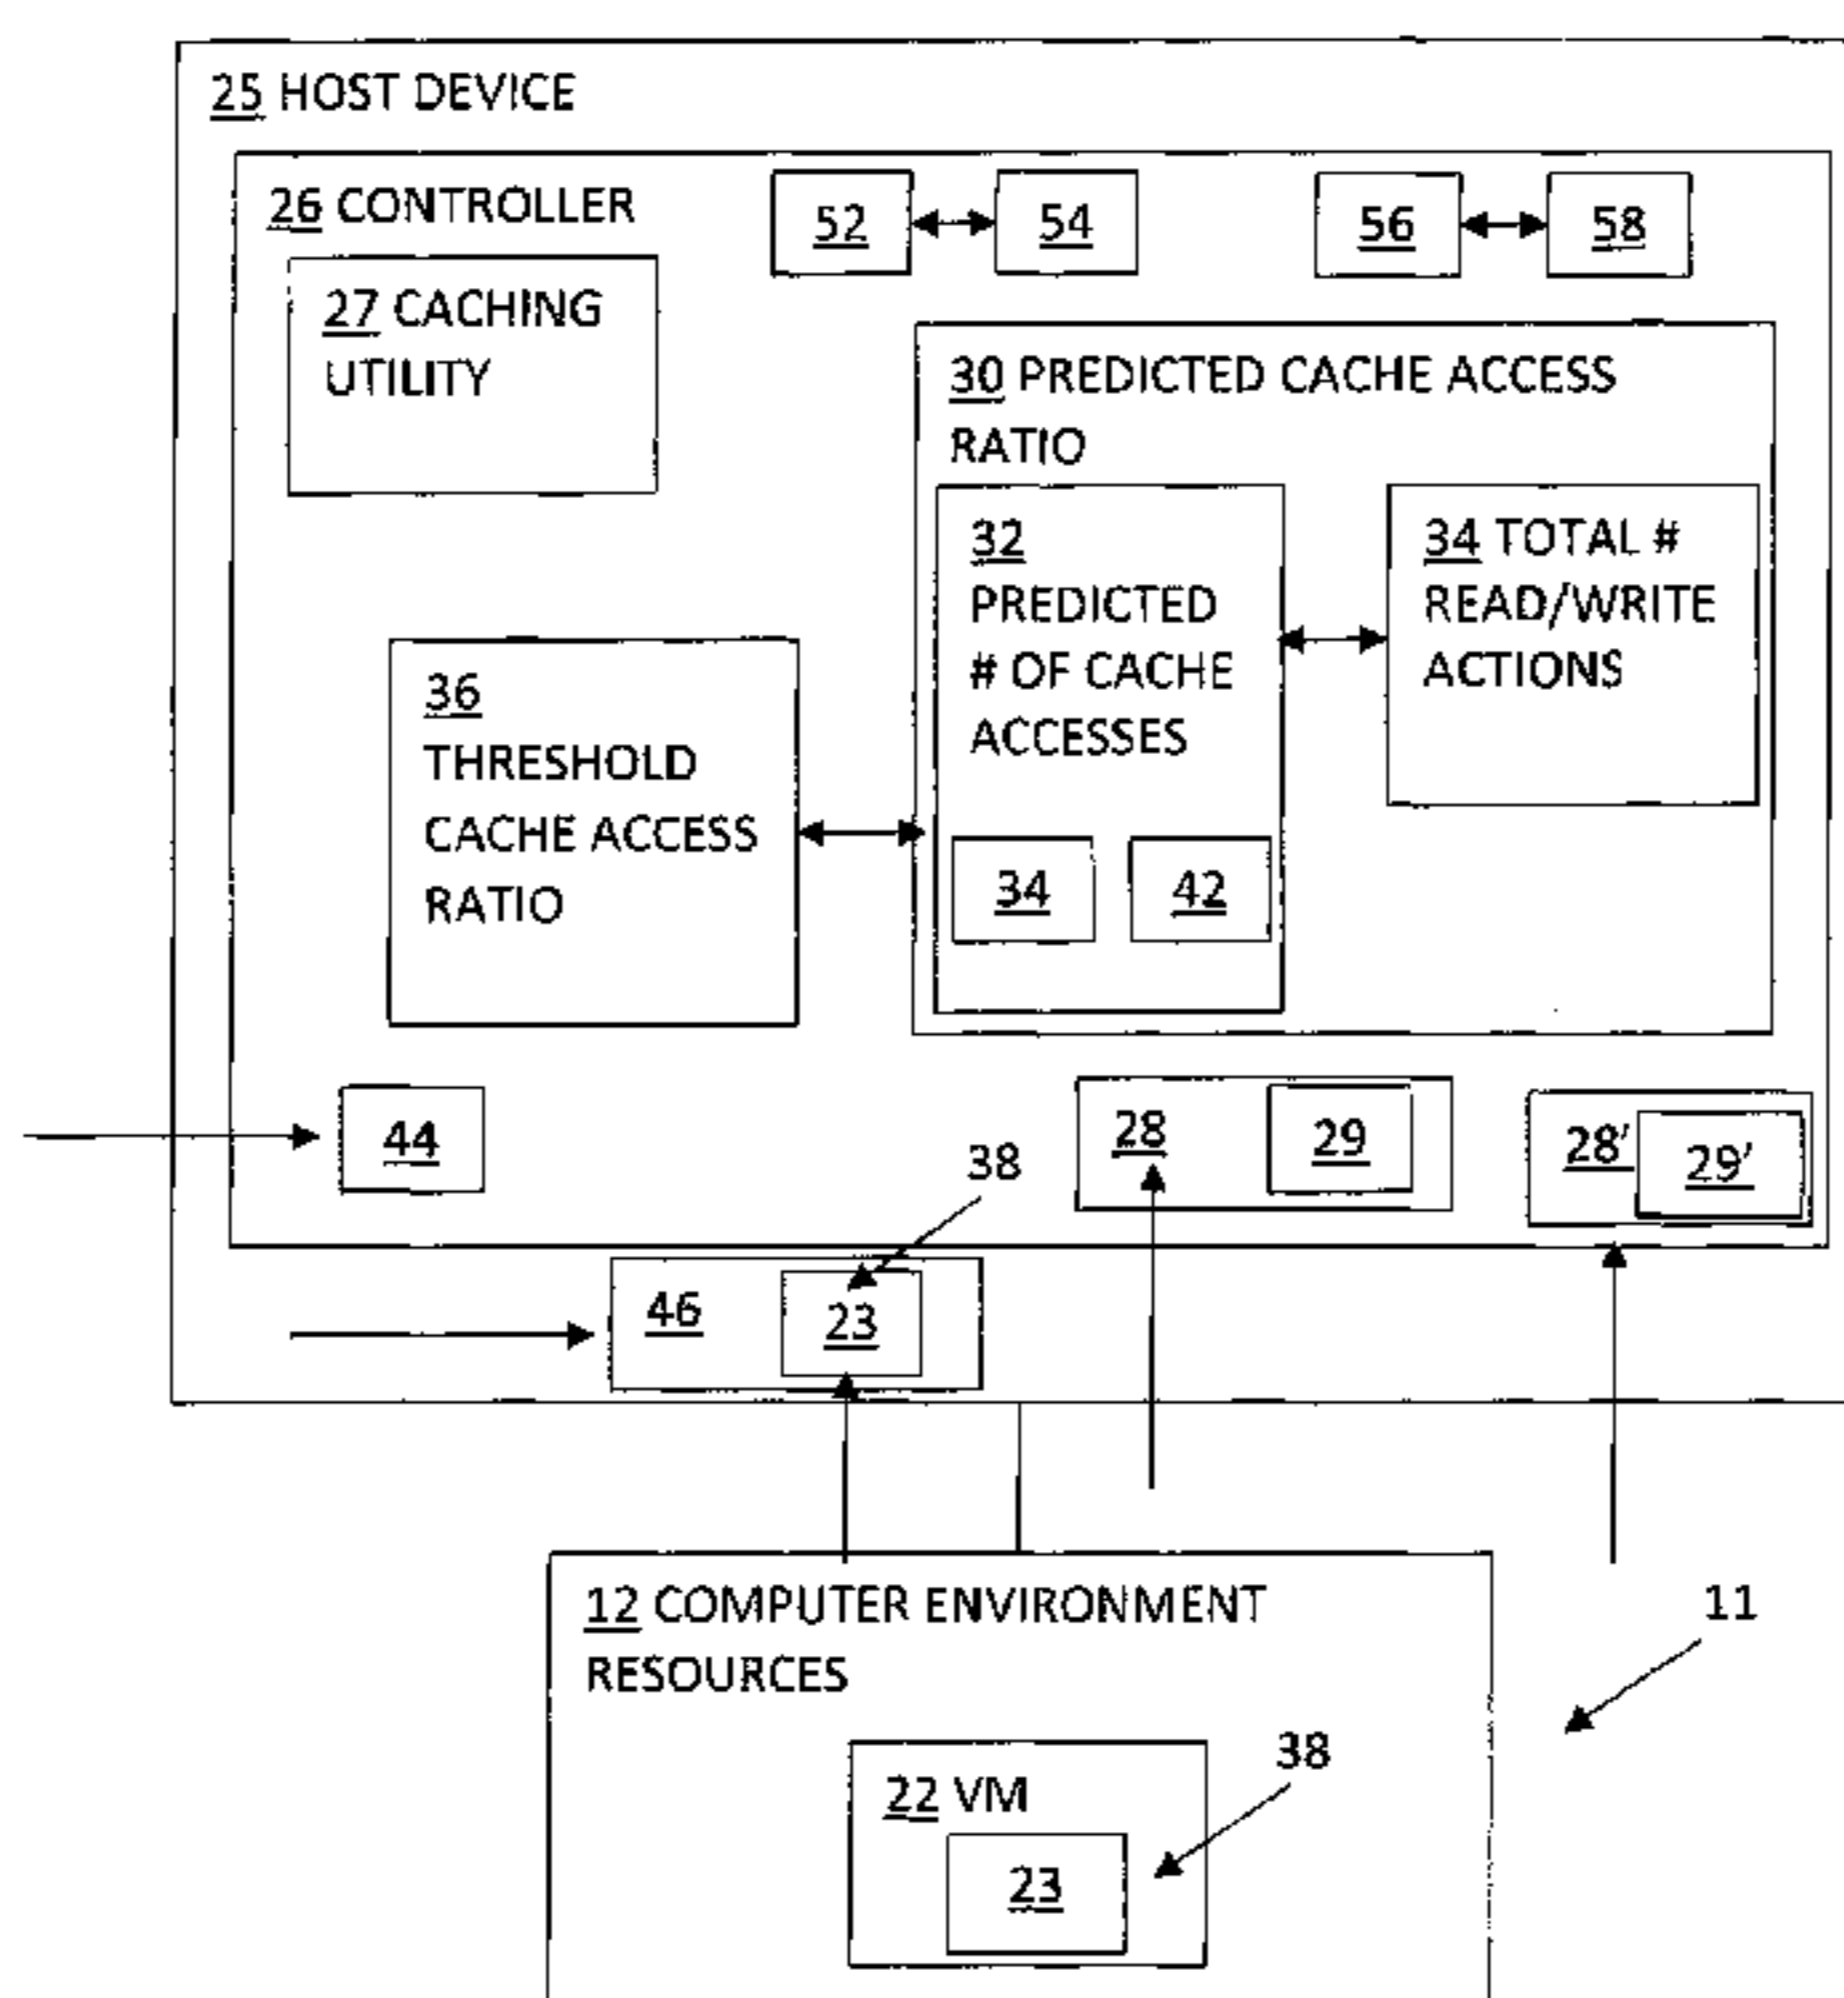 25 HOST DEVICE
26 CONTROLLER
52
54
56
58
27 CACHING
UTILITY
30 PREDICTED CACHE ACCESS
RATIO
32
PREDICTED
# OF CACHE
ACCESSES
34 TOTAL #
READ/WRITE
ACTIONS
36
THRESHOLD
CACHE ACCESS
RATIO
34
42
44
38
28
29
28'
29'
46
23
12 COMPUTER ENVIRONMENT
RESOURCES
11
22 VM
38
23